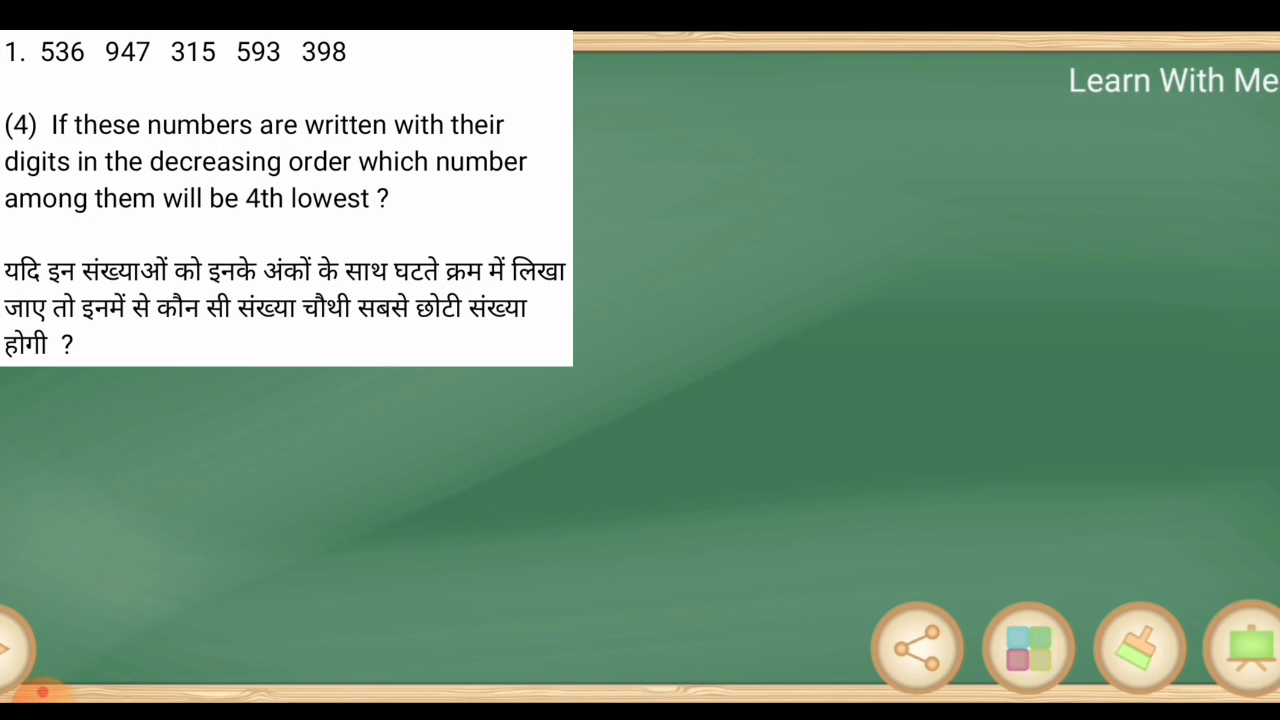 1. 536 947 315 593 398
Learn With Me
(4) If these numbers are written with their
digits in the decreasing order which number
among them will be 4th lowest ?
यदि इन संख्याओं को इनके अंकों के साथ घटते क्रम में लिखा
जाए तो इनमें से कौन सी संख्या चौथी सबसे छोटी संख्या
होगी ?